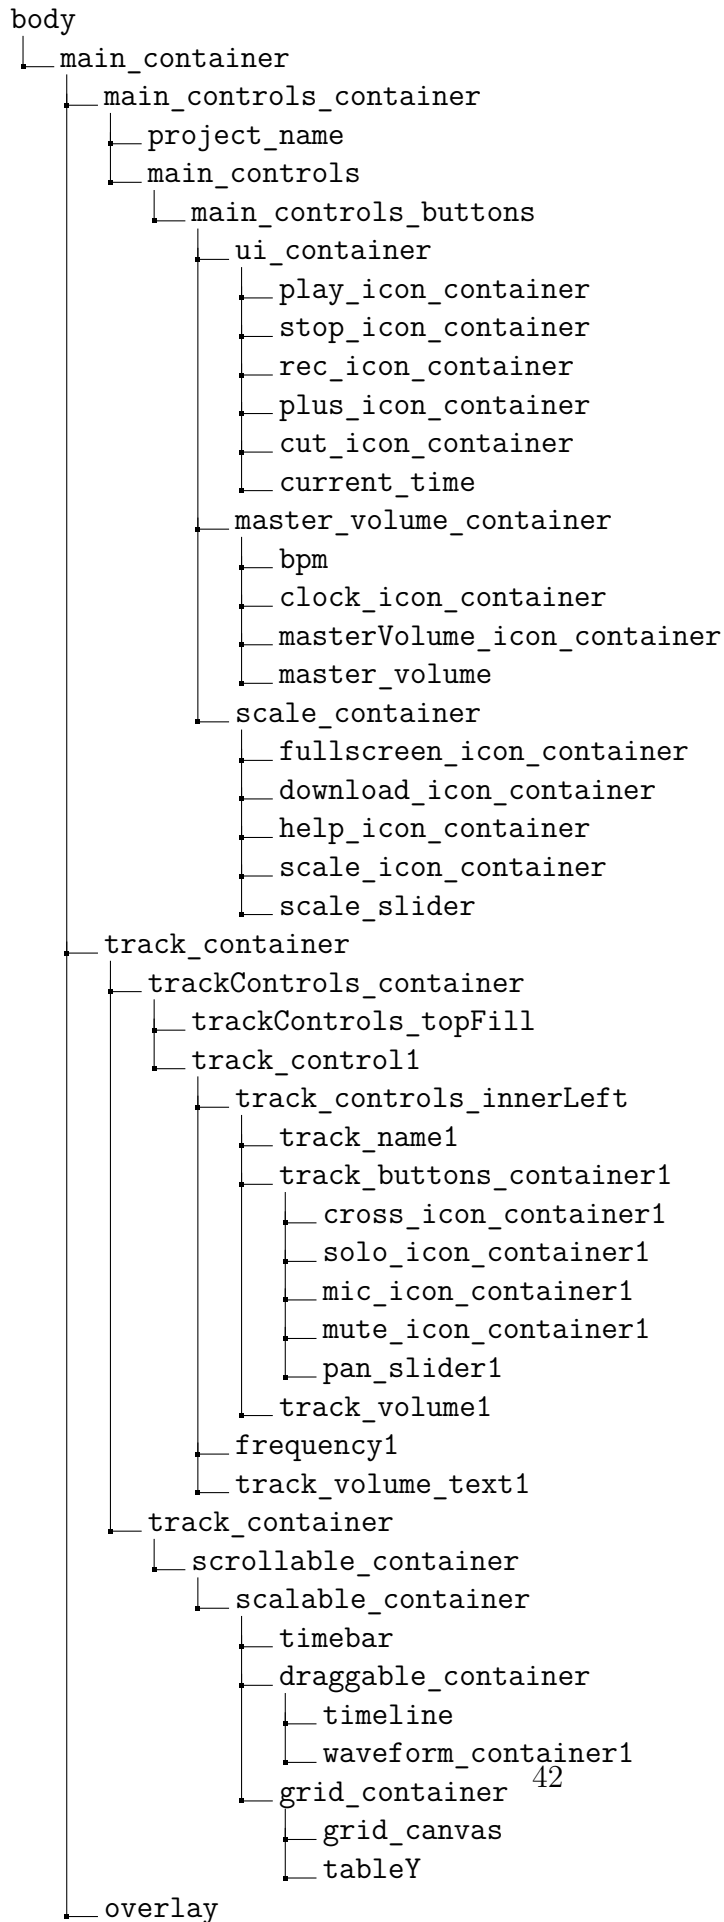 body
main_container
main_controls_container
project_name
main_controls
main_controls_buttons
ui_container
play_icon_container
stop_icon_container
rec_icon_container
plus_icon_container
cut_icon_container
current_time
master_volume_container
bpm
clock_icon_container
masterVolume_icon_container
master_volume
scale_container
fullscreen_icon_container
download_icon_container
help_icon_container
scale_icon_container
scale_slider
track_container
trackControls_container
trackControls_topFill
track_control1
track_controls_innerLeft
track_name1
track_buttons_container1
cross_icon_container1
solo_icon_container1
mic_icon_container1
mute_icon_container1
pan_slider1
track_volume1
frequency1
track_volume_text1
track_container
scrollable_container
scalable_container
timebar
draggable_container
timeline
waveform_container1
grid_container 42
grid_canvas
tableY
overlay